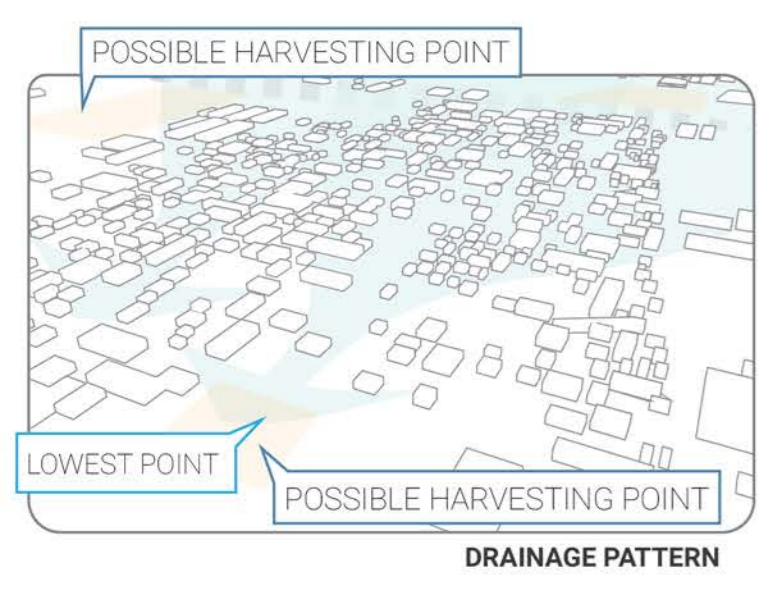 POSSIBLE HARVESTING POINT
LOWEST POINT
POSSIBLE HARVESTING POINT
DRAINAGE PATTERN